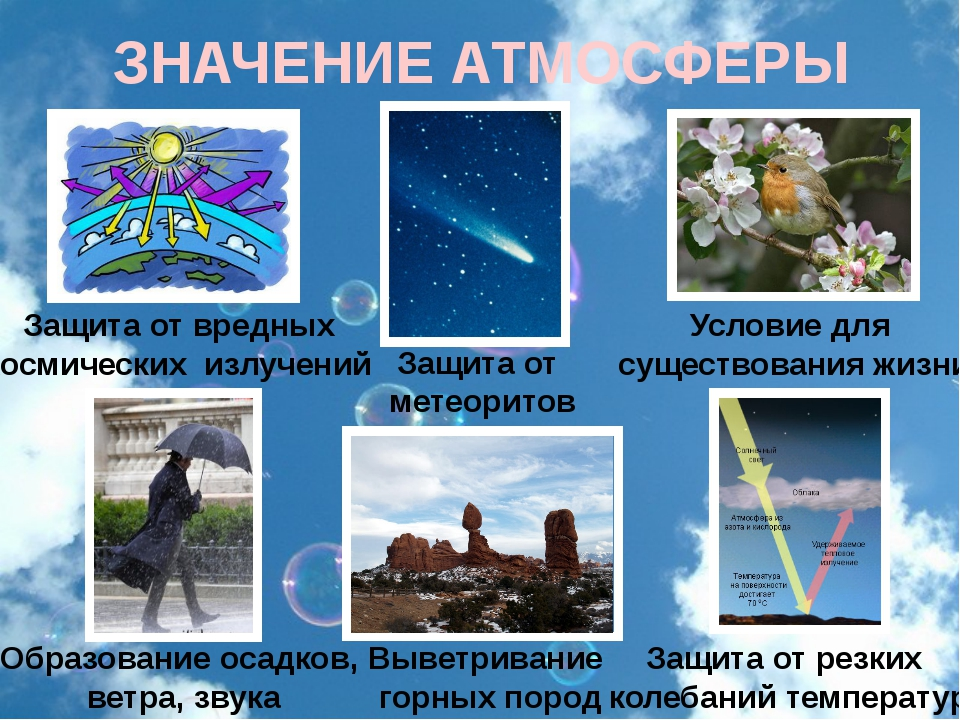 ЗНАЧЕНИЕ АТМОСФЕРЫ
Защита от вредных
осмических излучений
Защита от
метеоритов
Условие для
существования жизни
Солнечный
свет
Облака
Атмосфера из
азота и кислорода
Удерживаемое
тепловое
излучение
Температура
на поверхности
достигает
70 °C
Образование осадков,
ветра, звука
Выветривание
горных пород
Защита от резких
колебаний температур